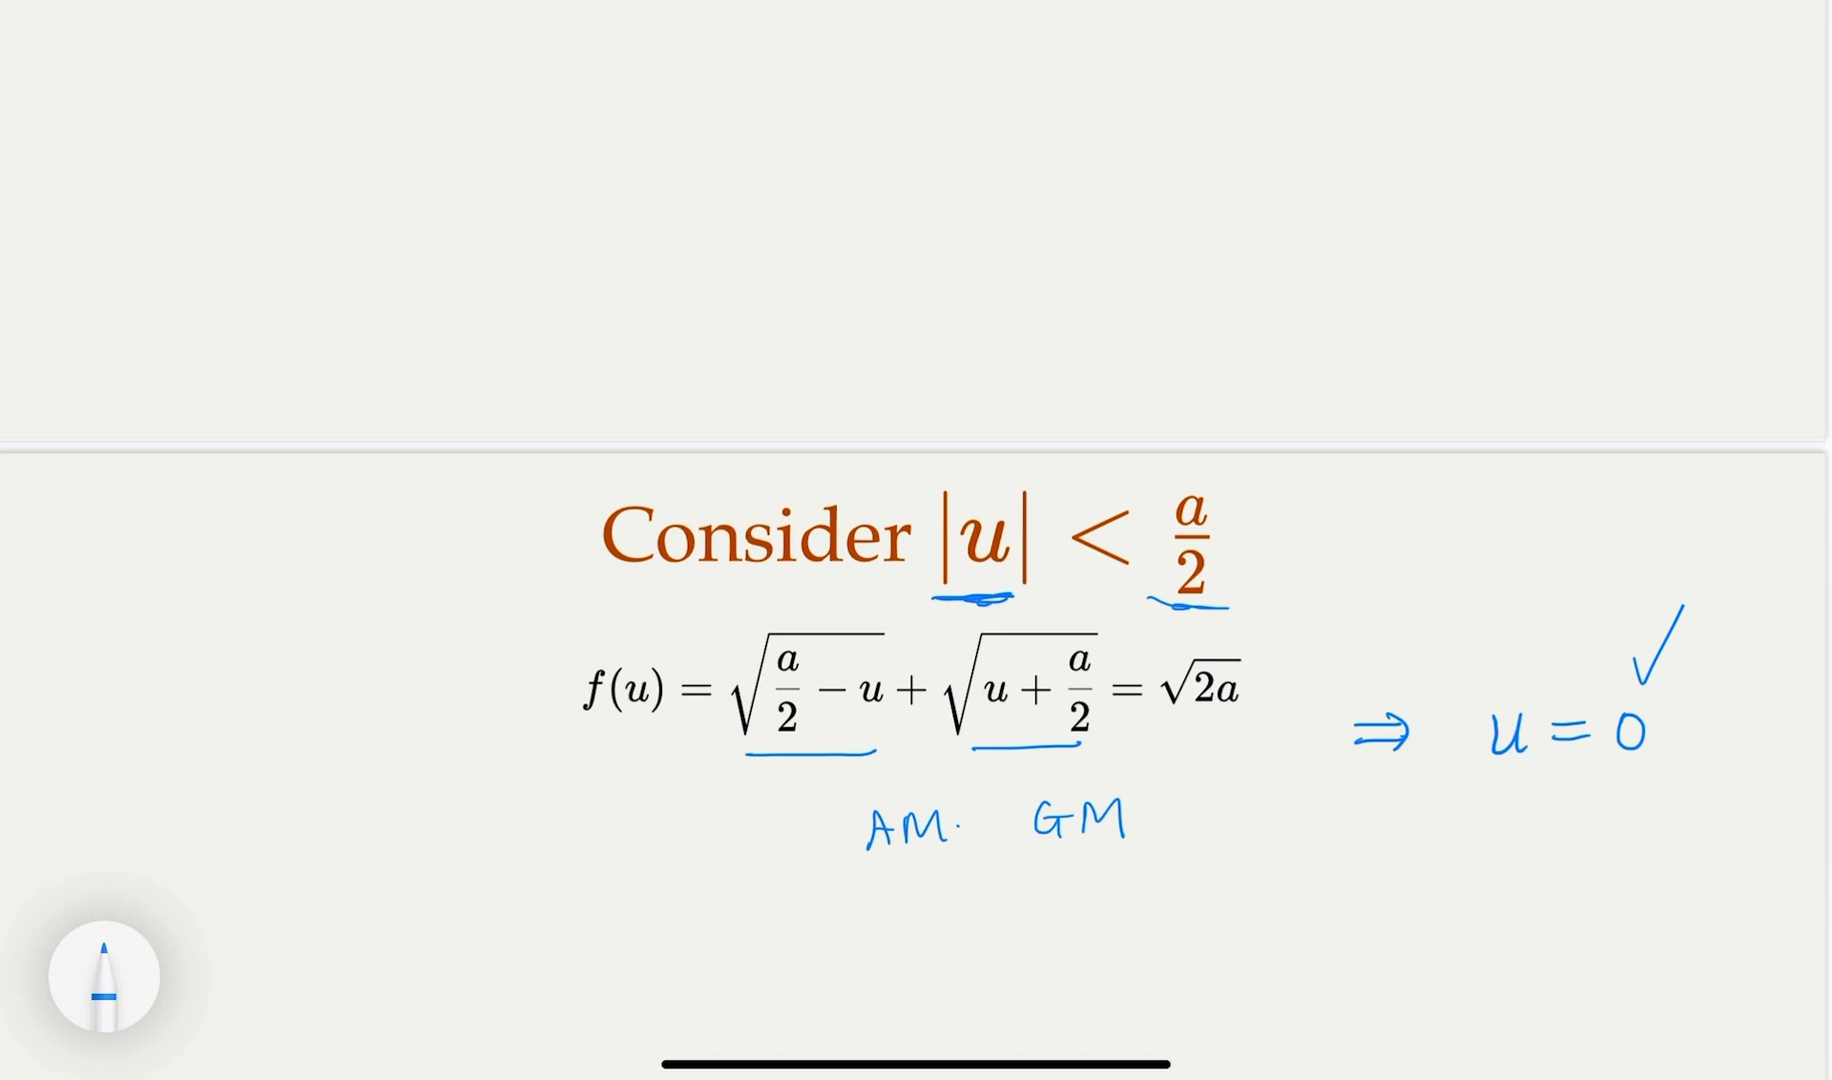 Consider |u| < a/2
f(u) = √(a/2 − u) + √(u + a/2) = √2a
✓
⇒ u = 0
AM. GM